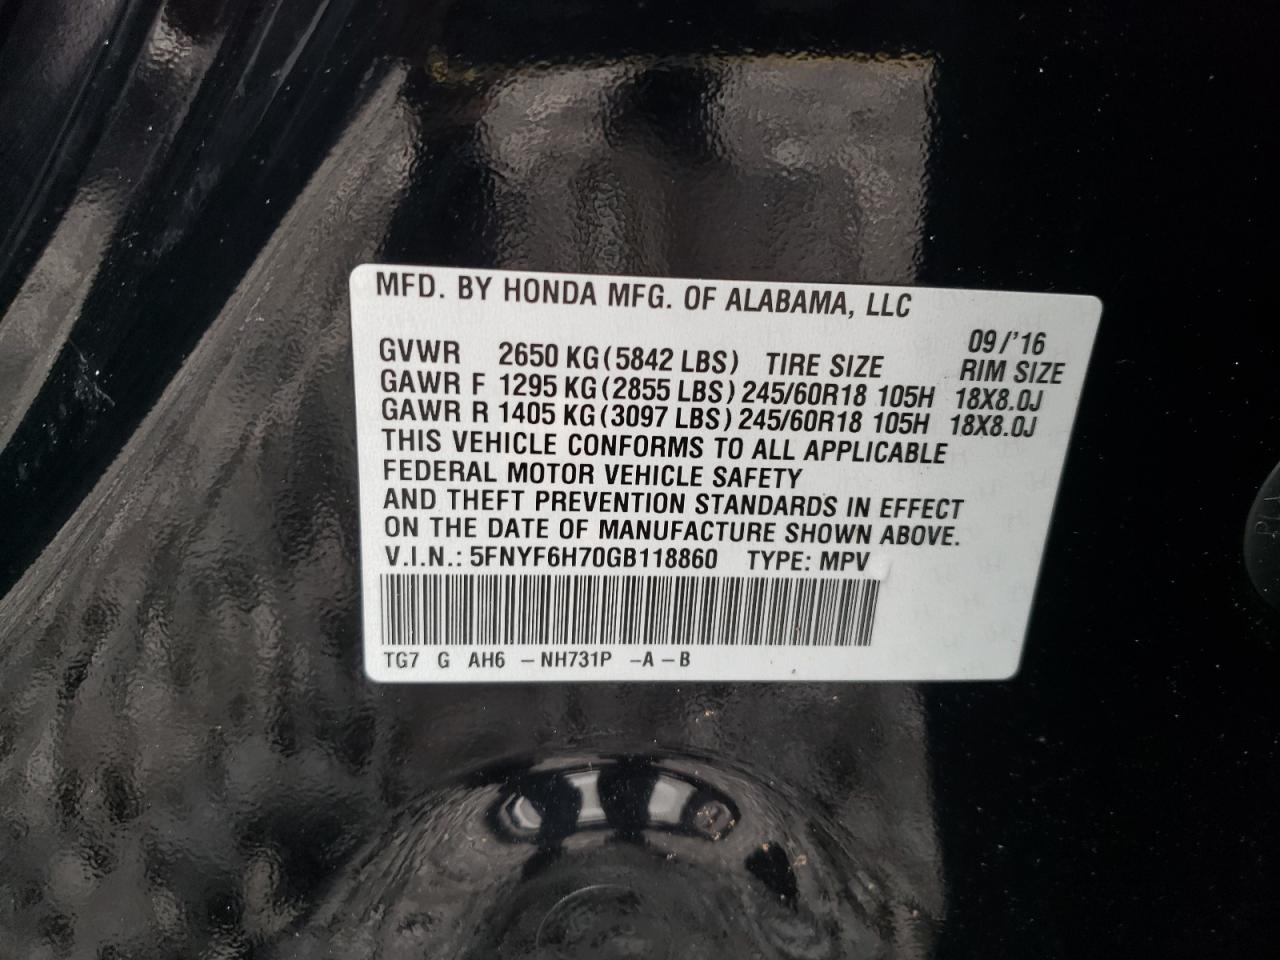 MFD. BY HONDA MFG. OF ALABAMA, LLC
09/'16
GVWR 2650 KG(5842 LBS) TIRE SIZE RIM SIZE
GAWR F 1295 KG(2855 LBS) 245/60R18 105H 18X8.0J
GAWR R 1405 KG(3097 LBS) 245/60R18 105H 18X8.0J
THIS VEHICLE CONFORMS TO ALL APPLICABLE
FEDERAL MOTOR VEHICLE SAFETY
AND THEFT PREVENTION STANDARDS IN EFFECT
ON THE DATE OF MANUFACTURE SHOWN ABOVE.
V.I.N.: 5FNYF6H70GB118860 TYPE: MPV
TG7 G AH6 -NH731P -A-B